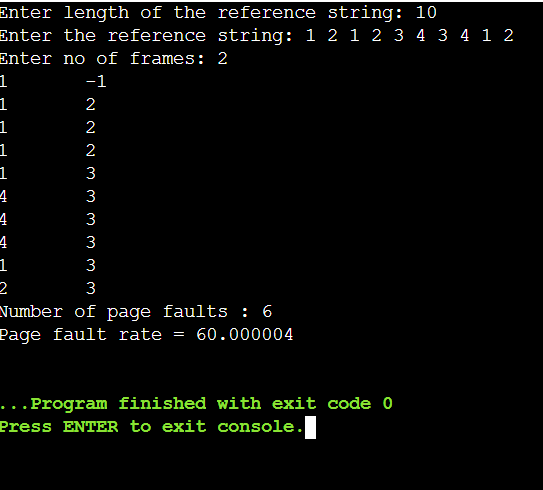 Enter length of the reference string: 10
Enter the reference string: 1 2 1 2 3 4 3 4 1 2
Enter no of frames: 2
1 -1
1 2
1 2
1 2
1 3
4 3
4 3
4 3
1 3
2 3
Number of page faults : 6
Page fault rate = 60.000004
...Program finished with exit code 0
Press ENTER to exit console.